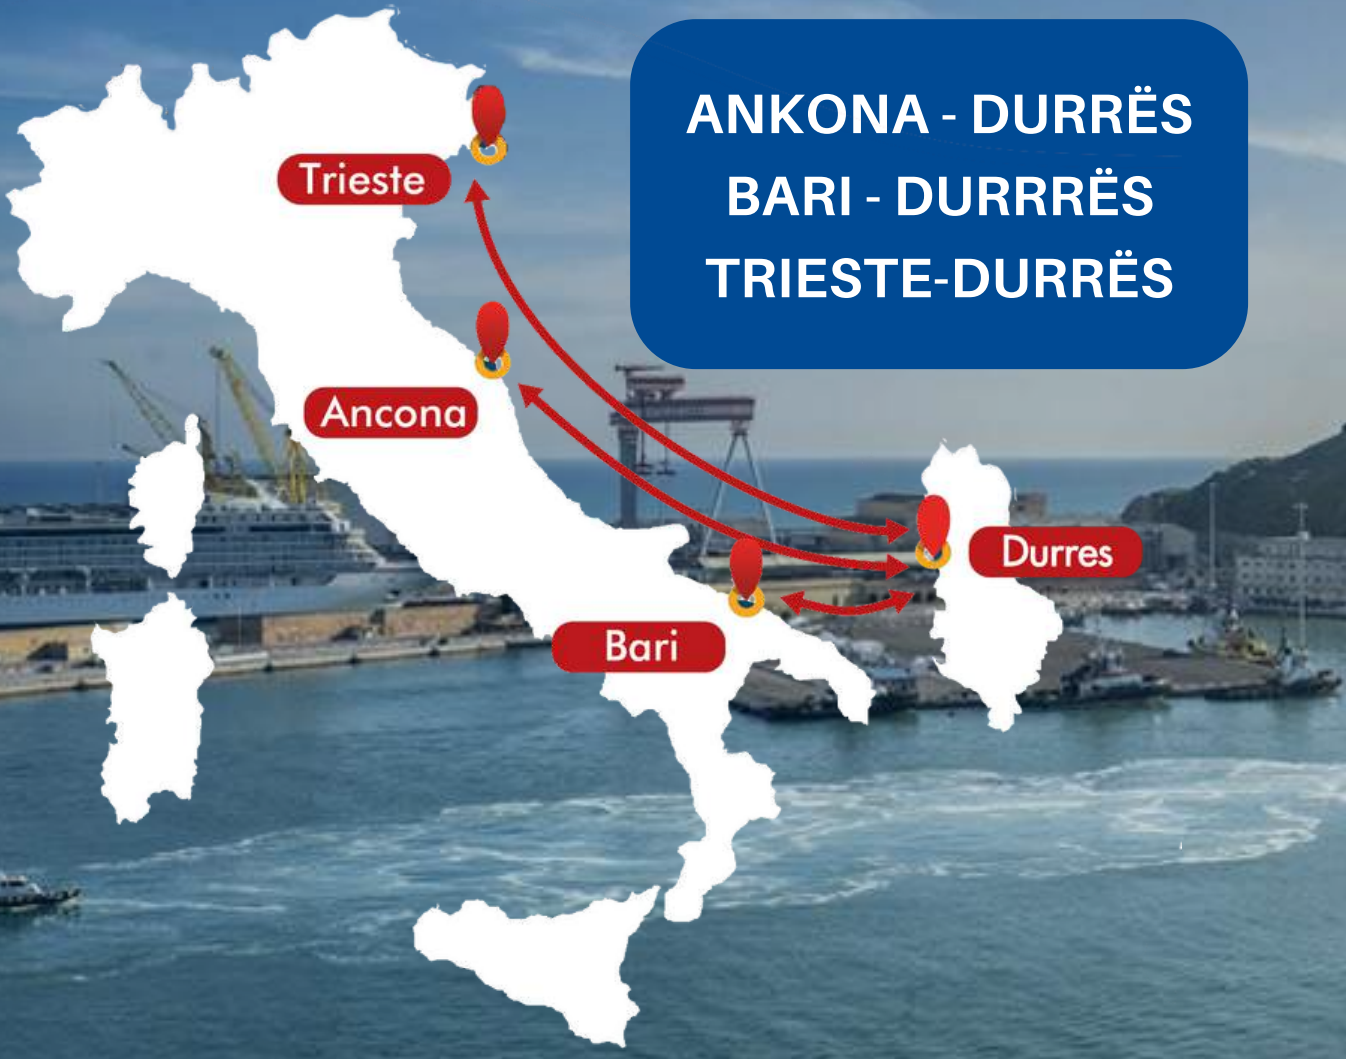 ANKONA - DURRËS
BARI - DURRRËS
TRIESTE-DURRËS
Trieste
Ancona
Durres
Bari